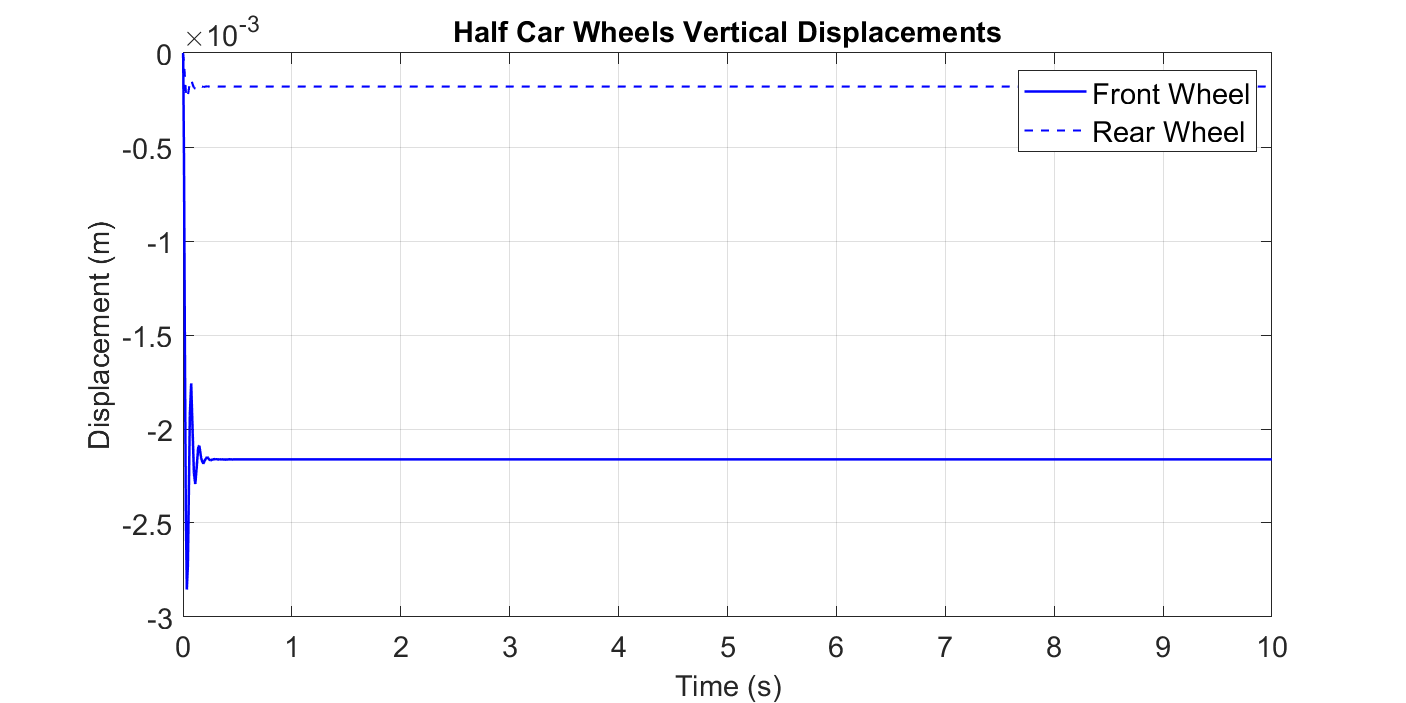 Half Car Wheels Vertical Displacements
×10-3
0
-0.5
-1
-1.5
-2
-2.5
-3
Displacement (m)
Front Wheel
Rear Wheel
0 1 2 3 4 5 6 7 8 9 10
Time (s)